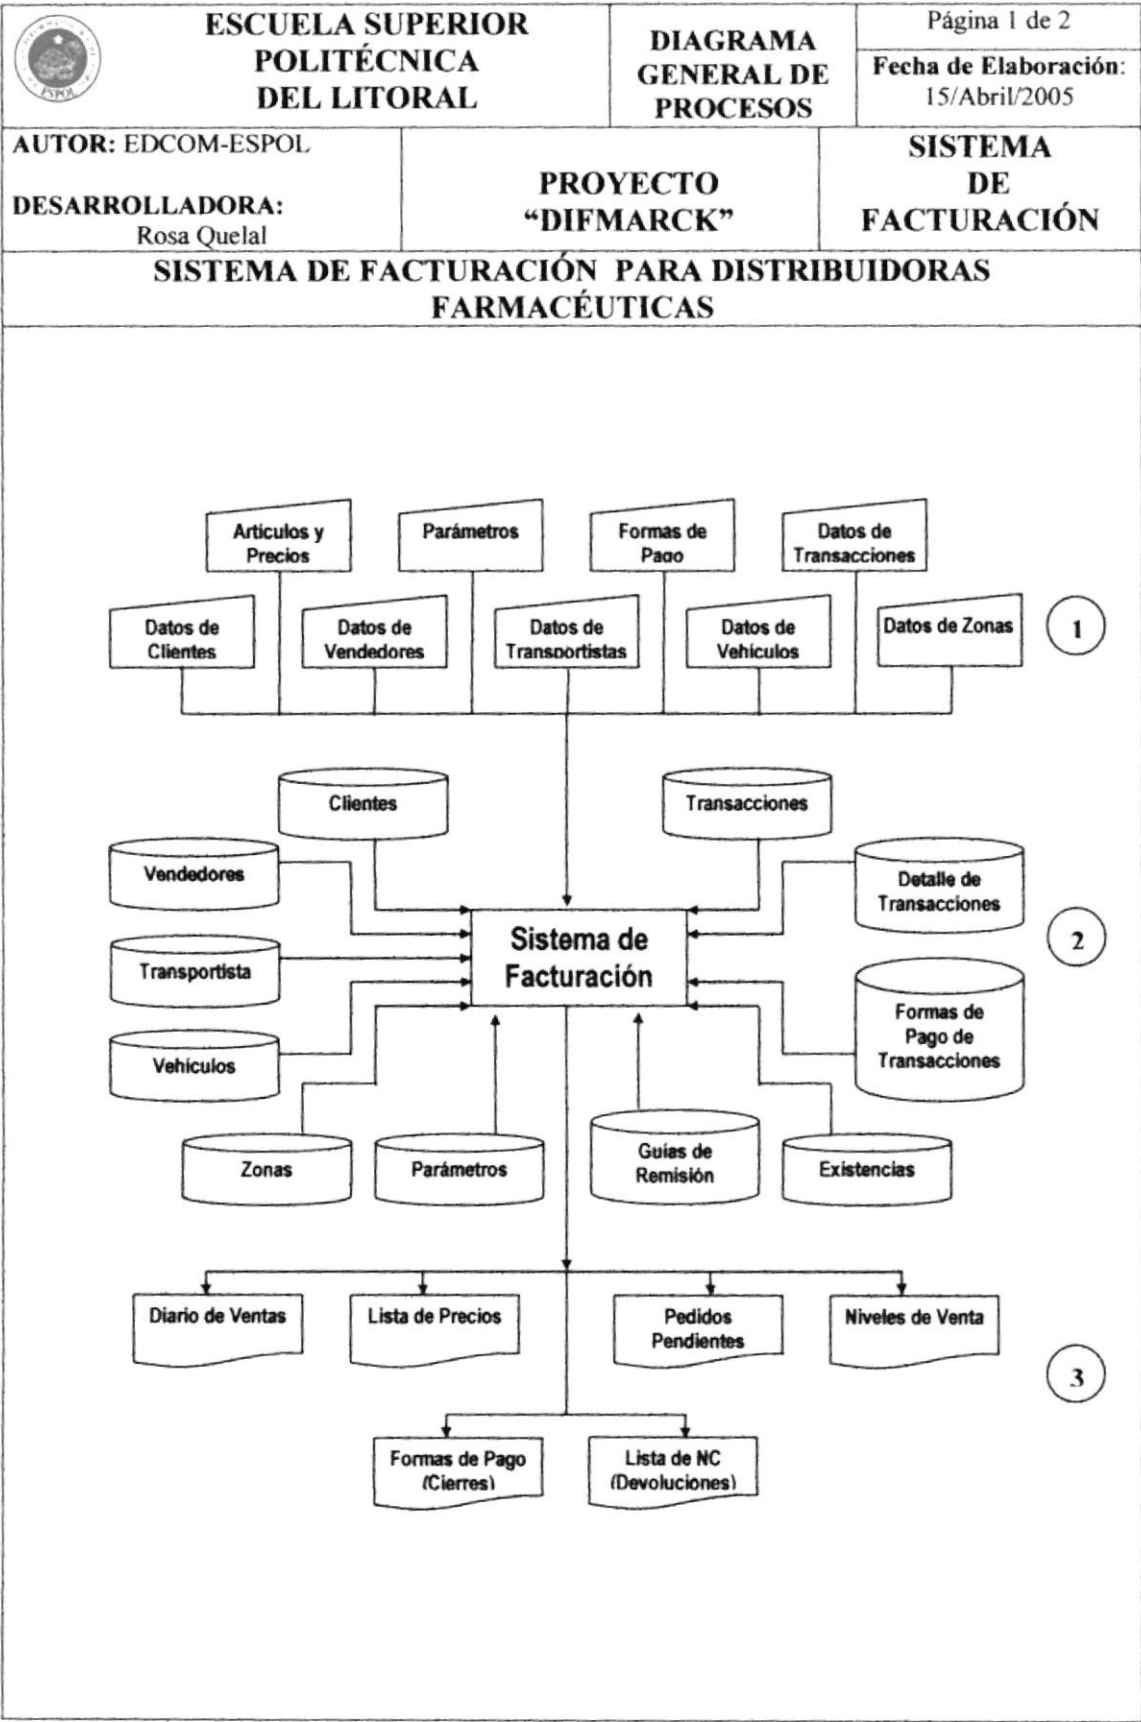 ESPOL
ESCUELA SUPERIOR
POLITÉCNICA
DEL LITORAL
DIAGRAMA
GENERAL DE
PROCESOS
Página 1 de 2
Fecha de Elaboración:
15/Abril/2005
AUTOR: EDCOM-ESPOL
DESARROLLADORA:
Rosa Quelal
PROYECTO
“DIFMARCK”
SISTEMA
DE
FACTURACIÓN
SISTEMA DE FACTURACIÓN PARA DISTRIBUIDORAS
FARMACÉUTICAS
Artículos y
Precios
Parámetros
Formas de
Pago
Datos de
Transacciones
Datos de
Clientes
Datos de
Vendedores
Datos de
Transportistas
Datos de
Vehículos
Datos de Zonas
1
Clientes
Transacciones
Vendedores
Detalle de
Transacciones
Sistema de
Facturación
2
Transportista
Formas de
Pago de
Transacciones
Vehículos
Zonas
Parámetros
Guías de
Remisión
Existencias
Diario de Ventas
Lista de Precios
Pedidos
Pendientes
Niveles de Venta
3
Formas de Pago
(Cierres)
Lista de NC
(Devoluciones)